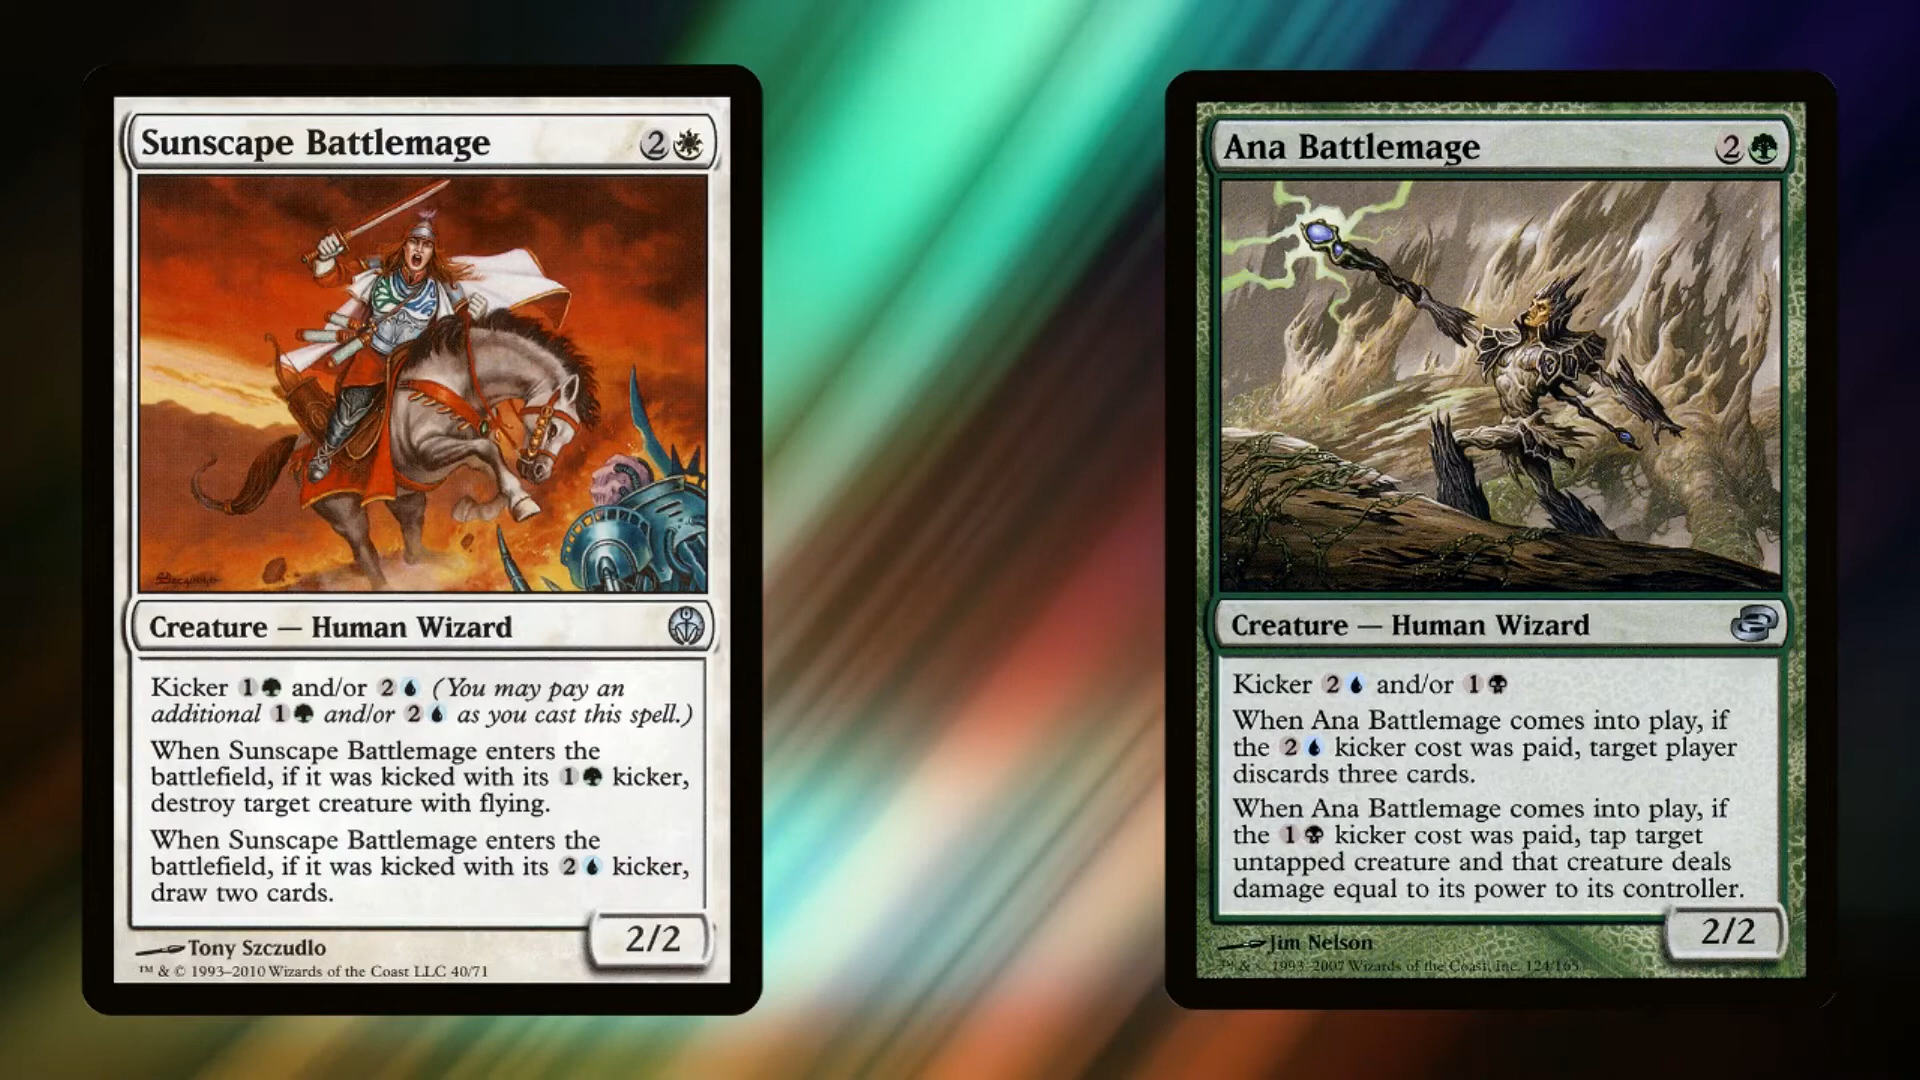 Sunscape Battlemage 2
Creature — Human Wizard
Kicker 1 and/or 2 (You may pay an
additional 1 and/or 2 as you cast this spell.)
When Sunscape Battlemage enters the
battlefield, if it was kicked with its 1 kicker,
destroy target creature with flying.
When Sunscape Battlemage enters the
battlefield, if it was kicked with its 2 kicker,
draw two cards.
2/2
Tony Szczudlo
™ & © 1993–2010 Wizards of the Coast LLC 40/71
Ana Battlemage 2
Creature — Human Wizard
Kicker 2 and/or 1
When Ana Battlemage comes into play, if
the 2 kicker cost was paid, target player
discards three cards.
When Ana Battlemage comes into play, if
the 1 kicker cost was paid, tap target
untapped creature and that creature deals
damage equal to its power to its controller.
2/2
Jim Nelson
1993–2007 Wizards of the Coast, Inc. 124/165